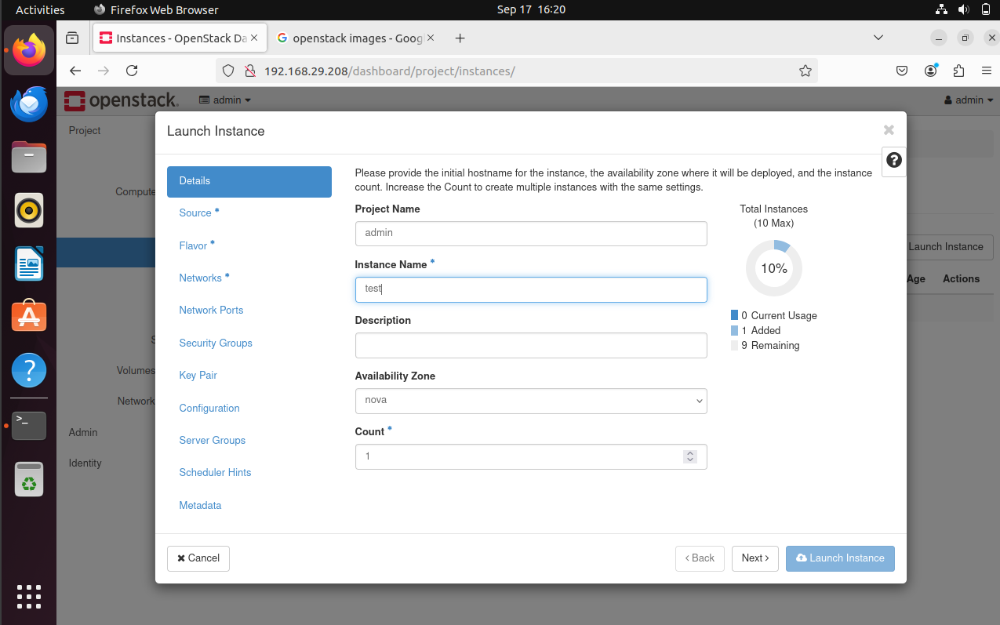 Activities
Firefox Web Browser
Sep 17 16:20
Instances - OpenStack Da
openstack images - Goog
192.168.29.208/dashboard/project/instances/
openstack.
admin
admin
Project
Compute
Volumes
Network
Admin
Identity
Launch Instance
Age
Actions
Launch Instance
Details
Source *
Flavor *
Networks *
Network Ports
Security Groups
Key Pair
Configuration
Server Groups
Scheduler Hints
Metadata
Please provide the initial hostname for the instance, the availability zone where it will be deployed, and the instance
count. Increase the Count to create multiple instances with the same settings.
Project Name
admin
Instance Name *
test
Description
Availability Zone
nova
Count *
1
Total Instances
(10 Max)
10%
0 Current Usage
1 Added
9 Remaining
Cancel
Back
Next
Launch Instance